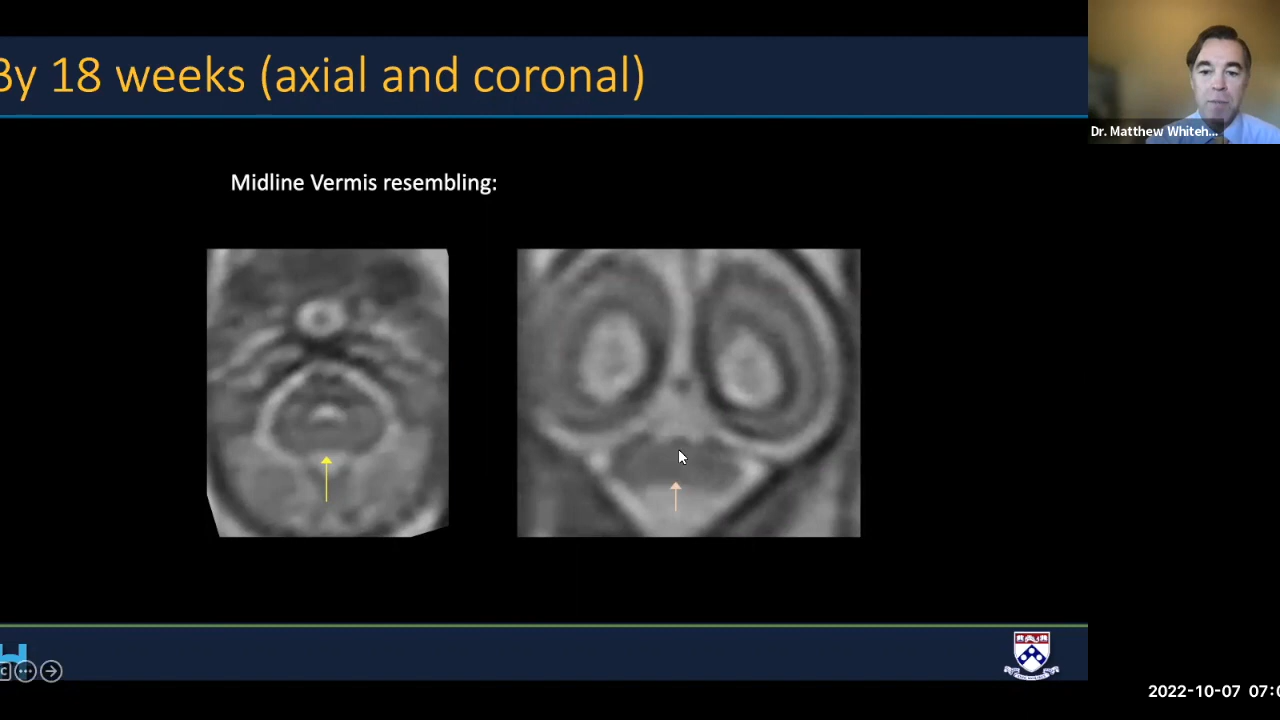 By 18 weeks (axial and coronal)
Dr. Matthew Whiteh...
Midline Vermis resembling:
2022-10-07 07:0